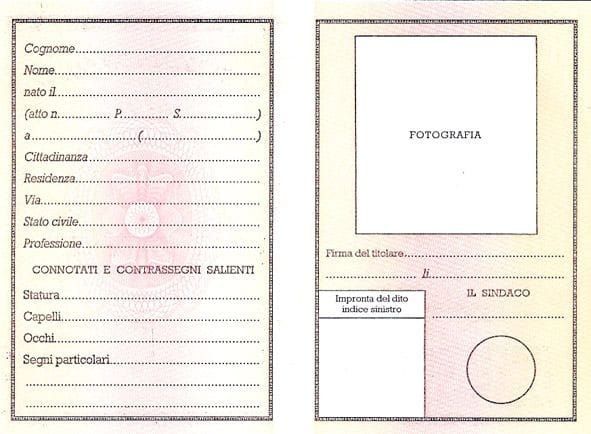 Cognome
Nome
nato il
(atto n. P. S. )
a ( )
Cittadinanza
Residenza
Via
Stato civile
Professione
CONNOTATI E CONTRASSEGNI SALIENTI
Statura
Capelli
Occhi
Segni particolari
FOTOGRAFIA
Firma del titolare
li
Impronta del dito
indice sinistro
IL SINDACO